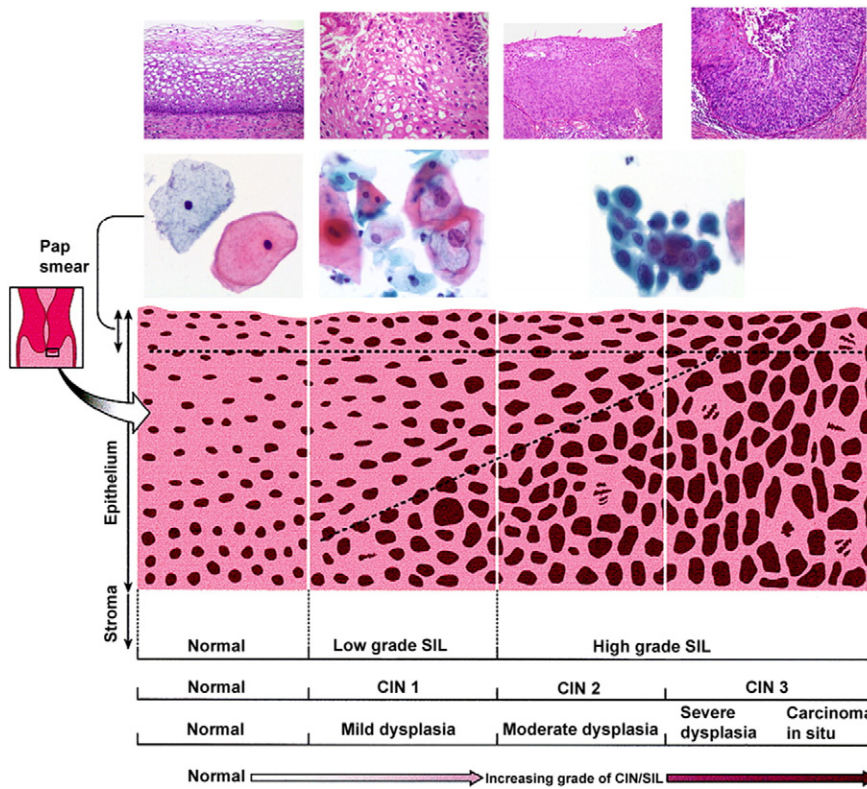 Pap
smear
Epithelium
Stroma
Normal
Low grade SIL
High grade SIL
Normal
CIN 1
CIN 2
CIN 3
Normal
Mild dysplasia
Moderate dysplasia
Severe
dysplasia
Carcinoma
in situ
Normal
Increasing grade of CIN/SIL